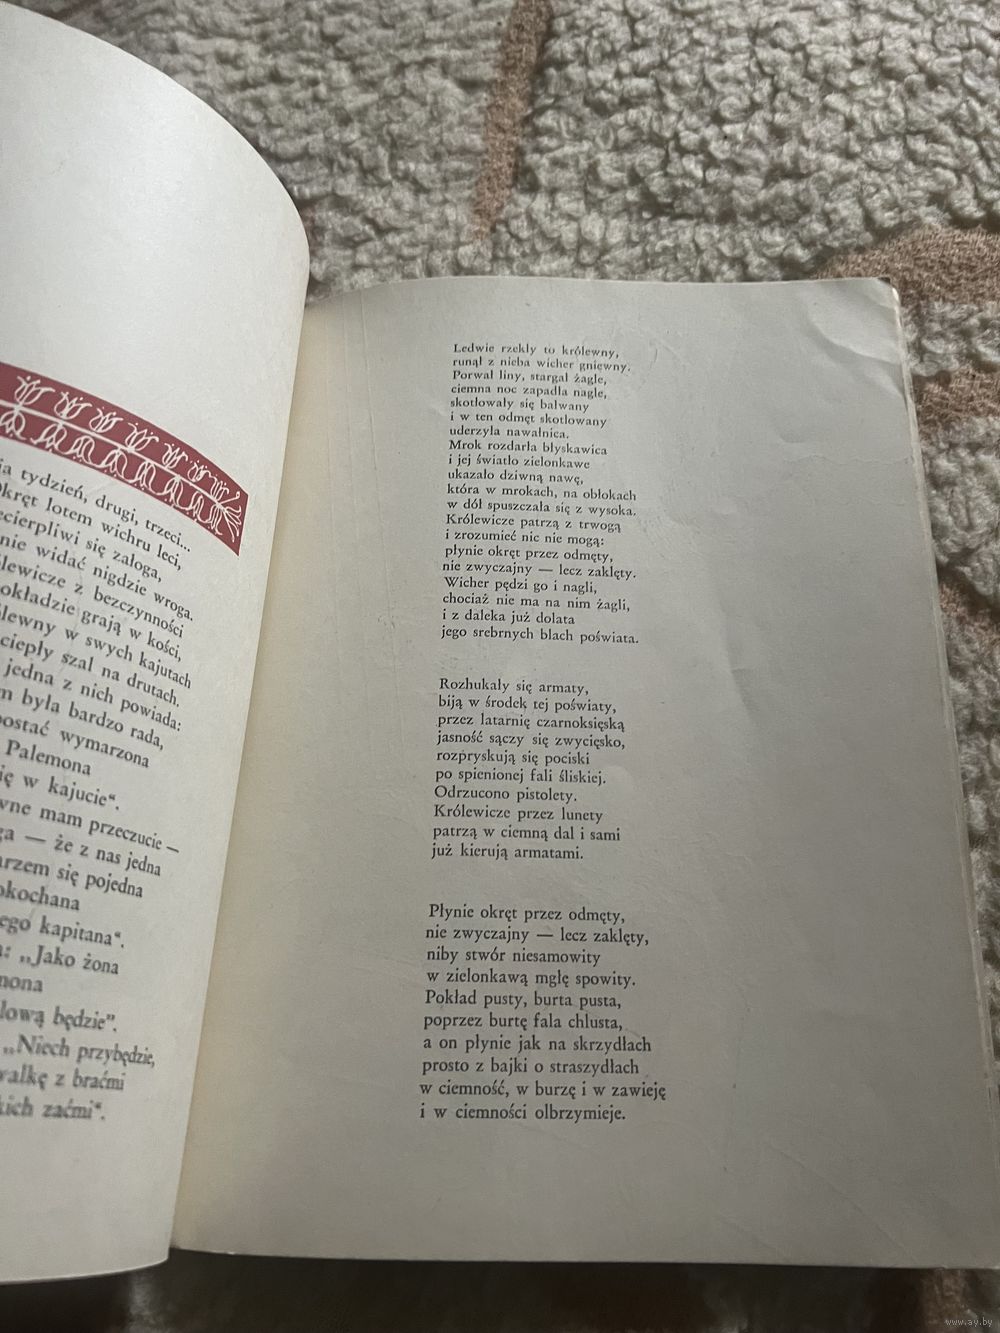 tydzień, drugi, trzeci...
lotem wichru leci,
się załoga,
nie widać nigdzie wroga.
z bezczynności
grają w kości,
w swych kajutach
ciepły szal na drutach.
jedna z nich powiada:
była bardzo rada,
wymarzona
Palemona
w kajucie“.
mam przeczucie —
— że z nas jedna
się pojedna
kapitana“.
„Jako żona
będzie”.
„Niech przybędzie,
z braćmi
zaćmi“.
Ledwie rzekły to królewny,
runął z nieba wicher gniewny.
Porwał liny, stargał żagle,
ciemna noc zapadła nagle,
skotłowały się bałwany
i w ten odmęt skotłowany
uderzyła nawałnica.
Mrok rozdarła błyskawica
i jej światło zielonkawe
ukazało dziwną nawę,
która w mrokach, na obłokach
w dół spuszczała się z wysoka.
Królewicze patrzą z trwogą
i zrozumieć nic nie mogą:
płynie okręt przez odmęty,
nie zwyczajny — lecz zaklęty.
Wicher pędzi go i nagli,
chociaż nie ma na nim żagli,
i z daleka już dolata
jego srebrnych blach poświata.
Rozhukały się armaty,
biją w środek tej poświaty,
przez latarnię czarnoksięską
jasność sączy się zwycięsko,
rozpryskują się pociski
po spienionej fali śliskiej.
Odrzucono pistolety.
Królewicze przez lunety
patrzą w ciemną dal i sami
już kierują armatami.
Płynie okręt przez odmęty,
nie zwyczajny — lecz zaklęty,
niby stwór niesamowity
w zielonkawą mgłę spowity.
Pokład pusty, burta pusta,
poprzez burtę fala chlusta,
a on płynie jak na skrzydłach
prosto z bajki o straszydłach
w ciemność, w burzę i w zawieję
i w ciemności olbrzymieje.
www.ay.by